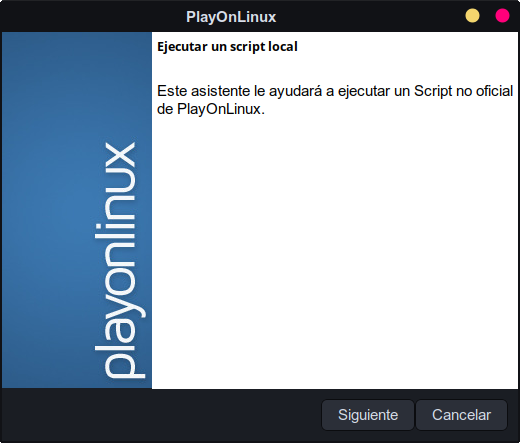 PlayOnLinux
Ejecutar un script local
Este asistente le ayudará a ejecutar un Script no oficial
de PlayOnLinux.
playonlinux
Siguiente
Cancelar